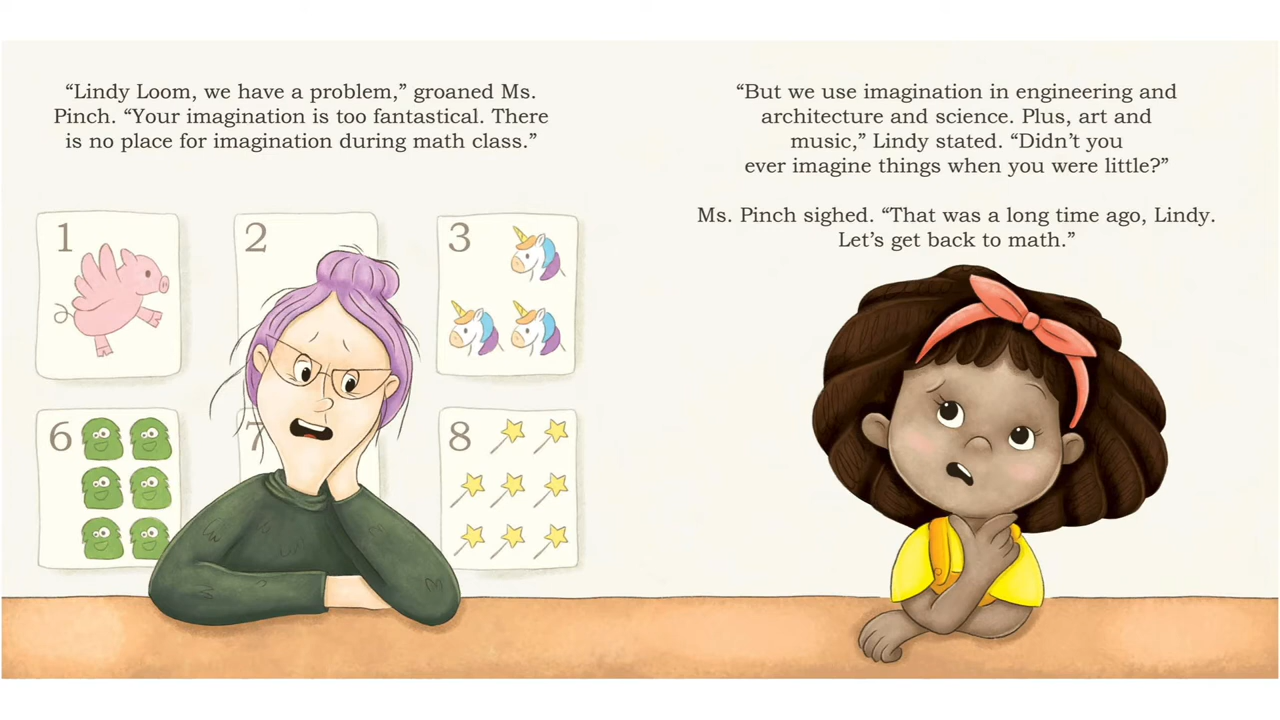 “Lindy Loom, we have a problem,” groaned Ms.
Pinch. “Your imagination is too fantastical. There
is no place for imagination during math class.”
“But we use imagination in engineering and
architecture and science. Plus, art and
music,” Lindy stated. “Didn’t you
ever imagine things when you were little?”
Ms. Pinch sighed. “That was a long time ago, Lindy.
Let’s get back to math.”
1
2
3
6
7
8